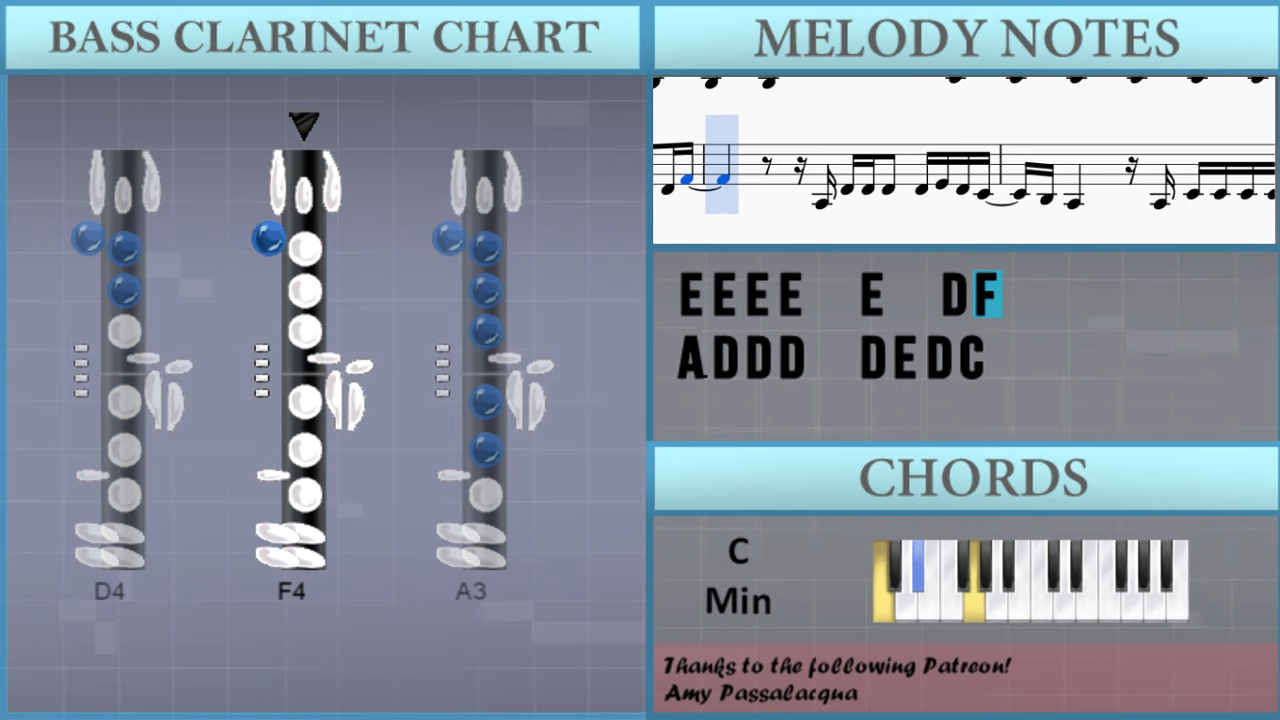 BASS CLARINET CHART
D4
F4
A3
MELODY NOTES
EEEE E DF
ADDD DEDC
CHORDS
C
Min
Thanks to the following Patreon!
Amy Passalacqua